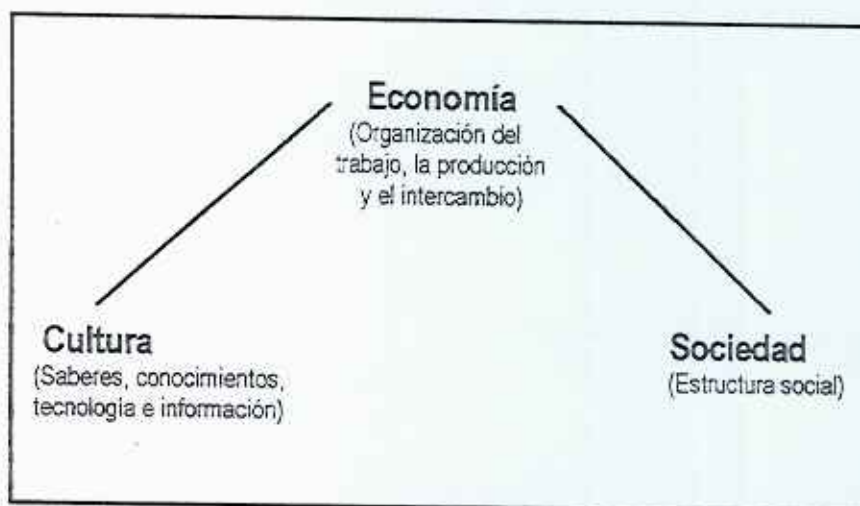 Economía
(Organización del
trabajo, la producción
y el intercambio)
Cultura
(Saberes, conocimientos,
tecnología e información)
Sociedad
(Estructura social)